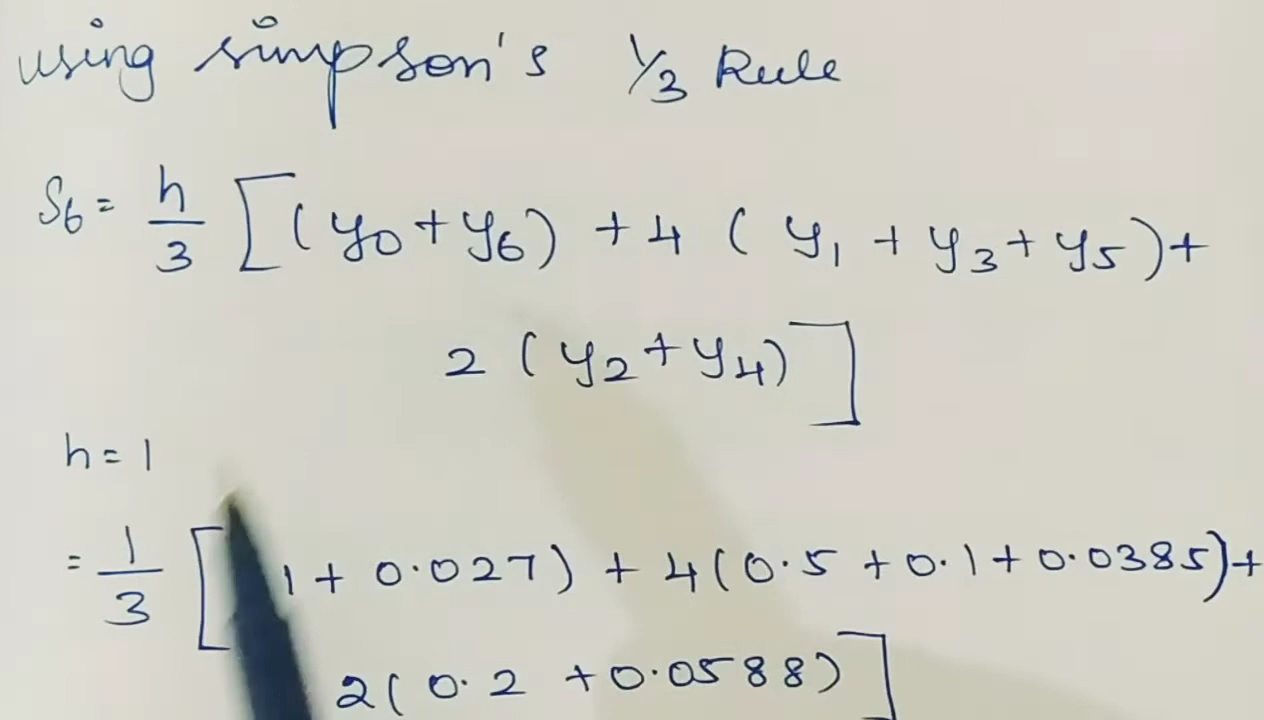 using simpson's 1/3 Rule
S6 = h/3 [(y0 + y6) + 4 (y1 + y3 + y5) +
2 (y2 + y4)]
h = 1
= 1/3 [ 1 + 0.027) + 4(0.5 + 0.1 + 0.0385) +
2(0.2 + 0.0588)]